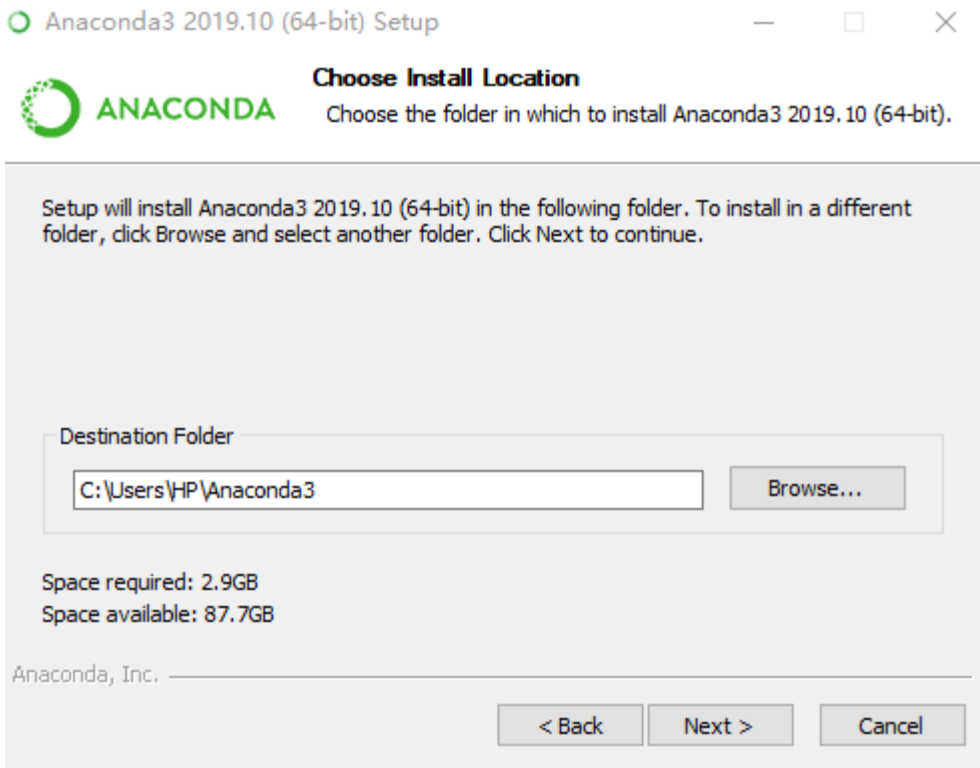 Anaconda3 2019.10 (64-bit) Setup
Choose Install Location
ANACONDA
Choose the folder in which to install Anaconda3 2019.10 (64-bit).
Setup will install Anaconda3 2019.10 (64-bit) in the following folder. To install in a different
folder, click Browse and select another folder. Click Next to continue.
Destination Folder
C:\Users\HP\Anaconda3
Browse...
Space required: 2.9GB
Space available: 87.7GB
Anaconda, Inc.
< Back
Next >
Cancel